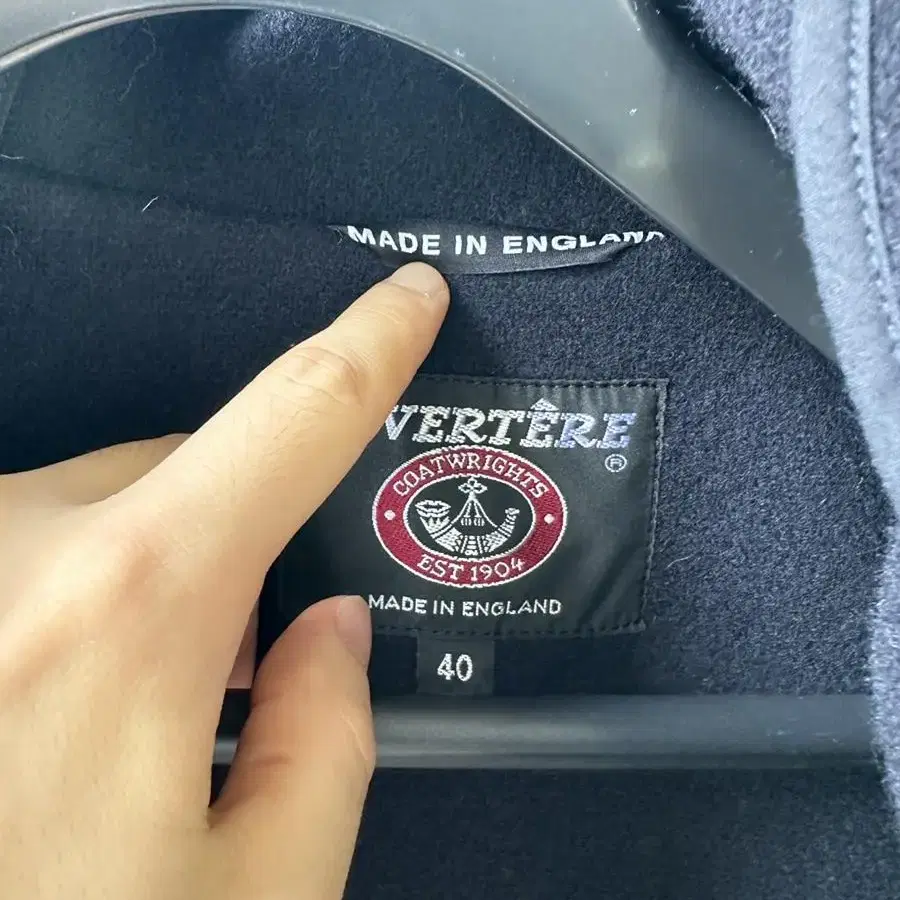 MADE IN ENGLAND
VERTÊRE
®
COATWRIGHTS
EST 1904
MADE IN ENGLAND
40